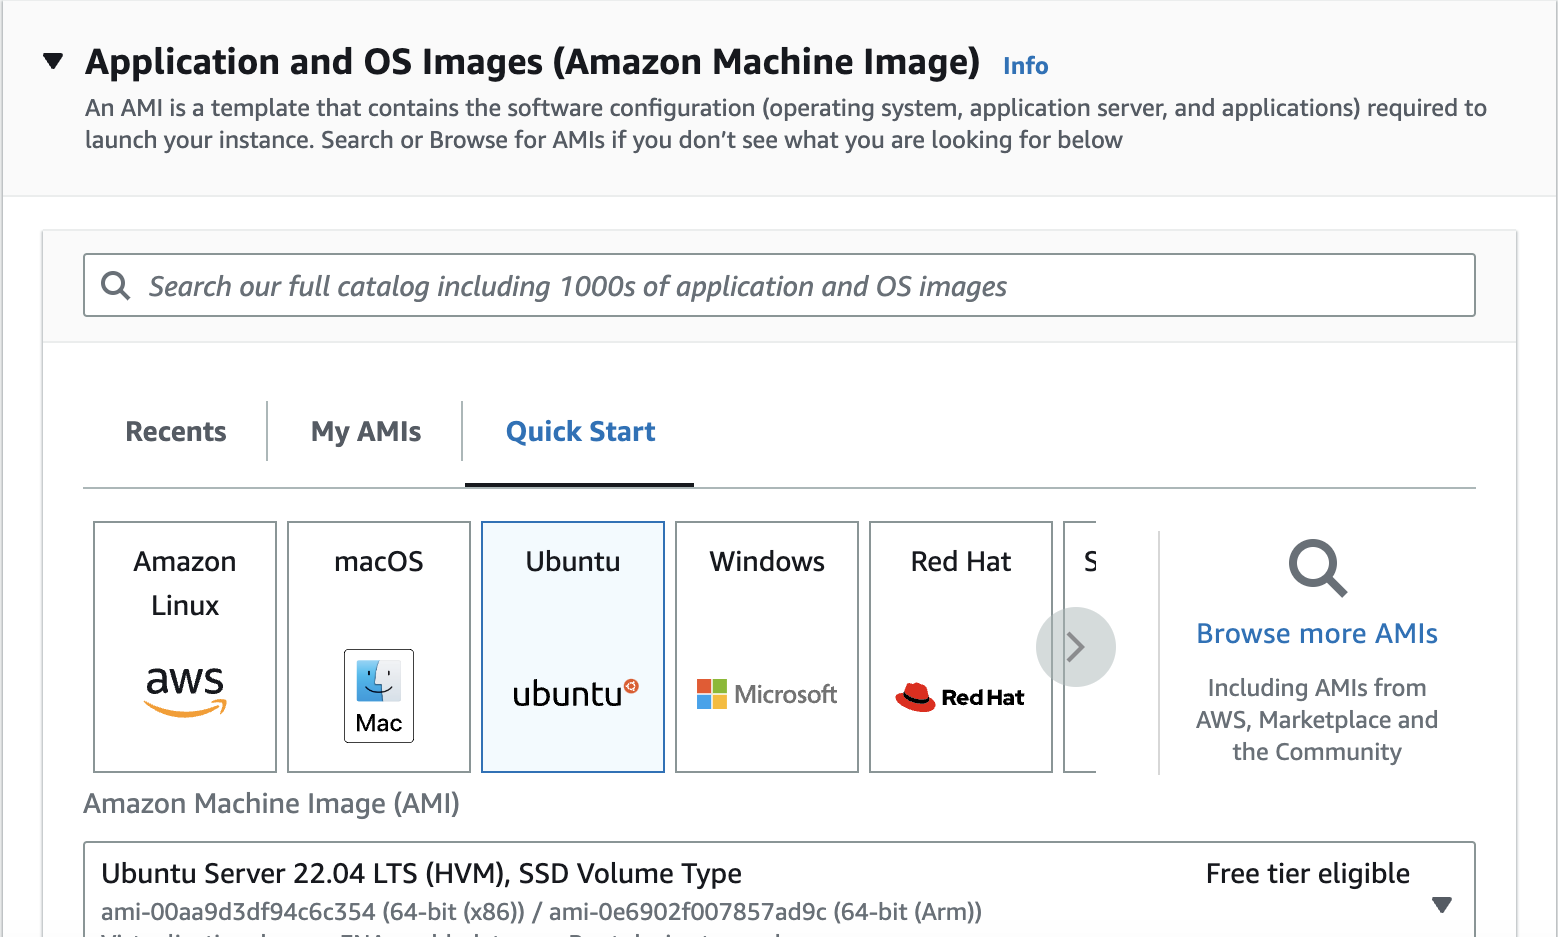 Application and OS Images (Amazon Machine Image) Info
An AMI is a template that contains the software configuration (operating system, application server, and applications) required to
launch your instance. Search or Browse for AMIs if you don’t see what you are looking for below
Search our full catalog including 1000s of application and OS images
Recents
My AMIs
Quick Start
Amazon
Linux
aws
macOS
Mac
Ubuntu
ubuntu
Windows
Microsoft
Red Hat
Red Hat
S
Browse more AMIs
Including AMIs from
AWS, Marketplace and
the Community
Amazon Machine Image (AMI)
Ubuntu Server 22.04 LTS (HVM), SSD Volume Type
Free tier eligible
ami-00aa9d3df94c6c354 (64-bit (x86)) / ami-0e6902f007857ad9c (64-bit (Arm))